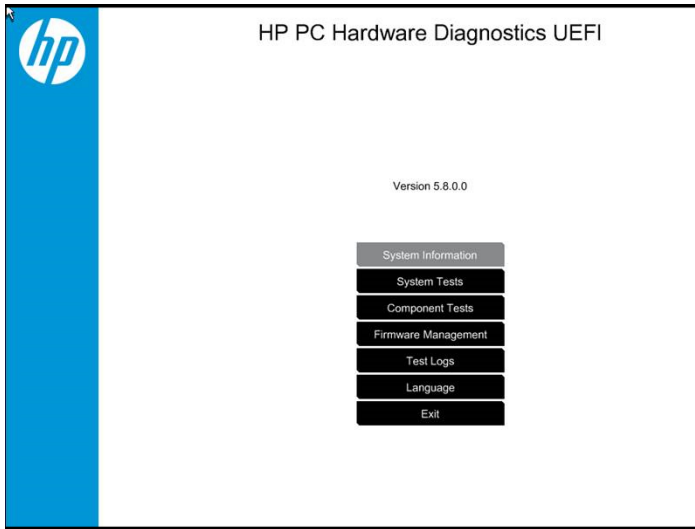 hp
HP PC Hardware Diagnostics UEFI
Version 5.8.0.0
System Information
System Tests
Component Tests
Firmware Management
Test Logs
Language
Exit